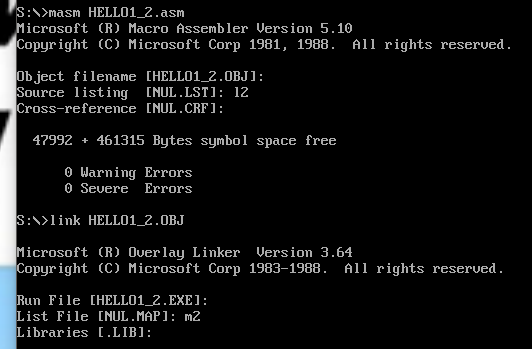 S:\>masm HELLO1_2.asm
Microsoft (R) Macro Assembler Version 5.10
Copyright (C) Microsoft Corp 1981, 1988.  All rights reserved.
Object filename [HELLO1_2.OBJ]:
Source listing  [NUL.LST]: l2
Cross-reference [NUL.CRF]:
47992 + 461315 Bytes symbol space free
0 Warning Errors
0 Severe  Errors
S:\>link HELLO1_2.OBJ
Microsoft (R) Overlay Linker  Version 3.64
Copyright (C) Microsoft Corp 1983-1988.  All rights reserved.
Run File [HELLO1_2.EXE]:
List File [NUL.MAP]: m2
Libraries [.LIB]: